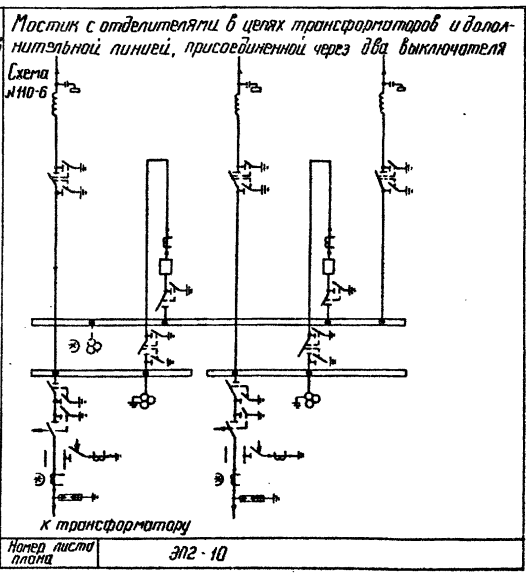 Мостик с отделителями в цепях трансформаторов и допол-
нительной линией, присоединенной через два выключателя
Схема
№110-6
к трансформатору
Номер листа
плана
ЭП2-10